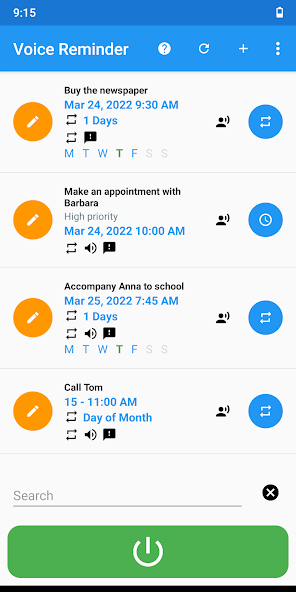 9:15
Voice Reminder
Buy the newspaper
Mar 24, 2022 9:30 AM
1 Days
M T W T F S S
Make an appointment with
Barbara
High priority
Mar 24, 2022 10:00 AM
Accompany Anna to school
Mar 25, 2022 7:45 AM
1 Days
M T W T F S S
Call Tom
15 - 11:00 AM
Day of Month
Search